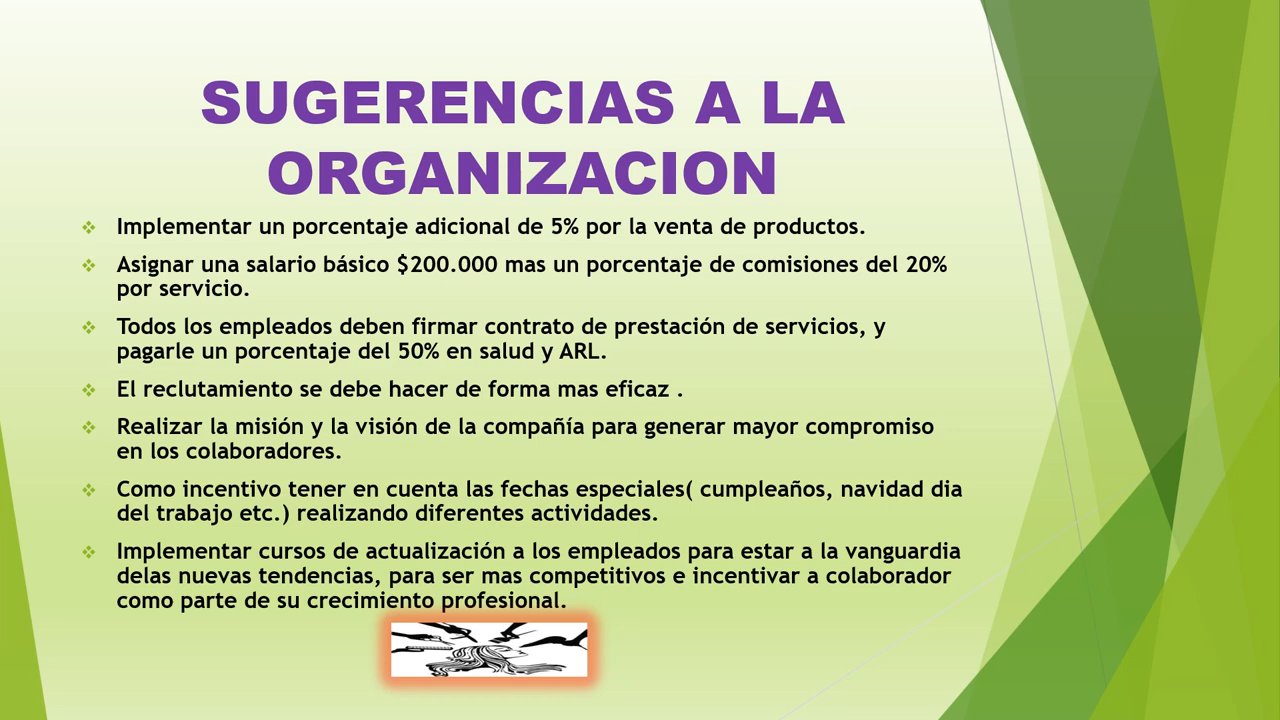 SUGERENCIAS A LA
ORGANIZACION
Implementar un porcentaje adicional de 5% por la venta de productos.
Asignar una salario básico $200.000 mas un porcentaje de comisiones del 20%
por servicio.
Todos los empleados deben firmar contrato de prestación de servicios, y
pagarle un porcentaje del 50% en salud y ARL.
El reclutamiento se debe hacer de forma mas eficaz .
Realizar la misión y la visión de la compañía para generar mayor compromiso
en los colaboradores.
Como incentivo tener en cuenta las fechas especiales( cumpleaños, navidad dia
del trabajo etc.) realizando diferentes actividades.
Implementar cursos de actualización a los empleados para estar a la vanguardia
delas nuevas tendencias, para ser mas competitivos e incentivar a colaborador
como parte de su crecimiento profesional.